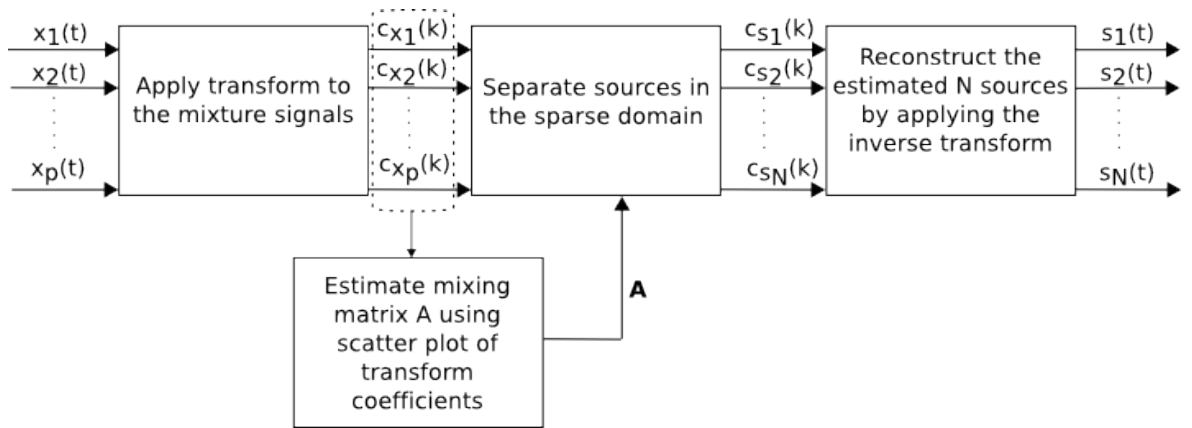 x1(t)
x2(t)
xp(t)
Apply transform to
the mixture signals
cx1(k)
cx2(k)
cxp(k)
Separate sources in
the sparse domain
cs1(k)
cs2(k)
csN(k)
Reconstruct the
estimated N sources
by applying the
inverse transform
s1(t)
s2(t)
sN(t)
Estimate mixing
matrix A using
scatter plot of
transform
coefficients
A